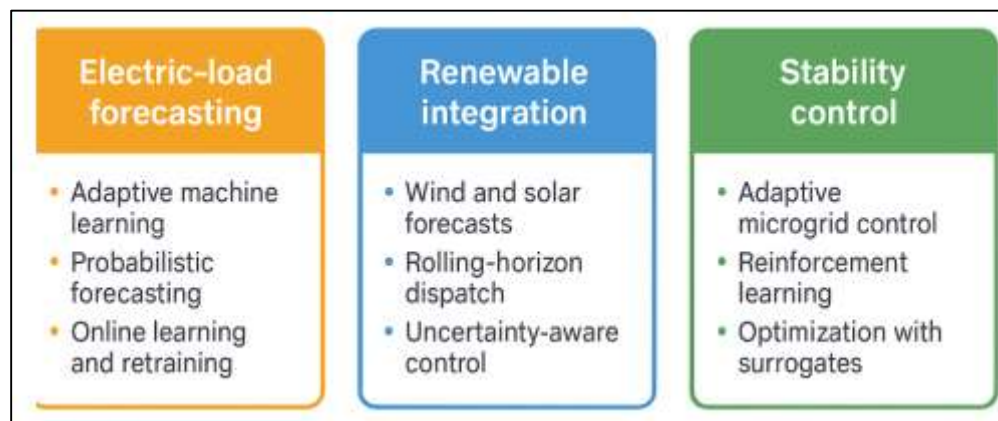 Electric-load
forecasting
• Adaptive machine
learning
• Probabilistic
forecasting
• Online learning
and retraining
Renewable
integration
• Wind and solar
forecasts
• Rolling-horizon
dispatch
• Uncertainty-aware
control
Stability
control
• Adaptive
microgrid control
• Reinforcement
learning
• Optimization with
surrogates